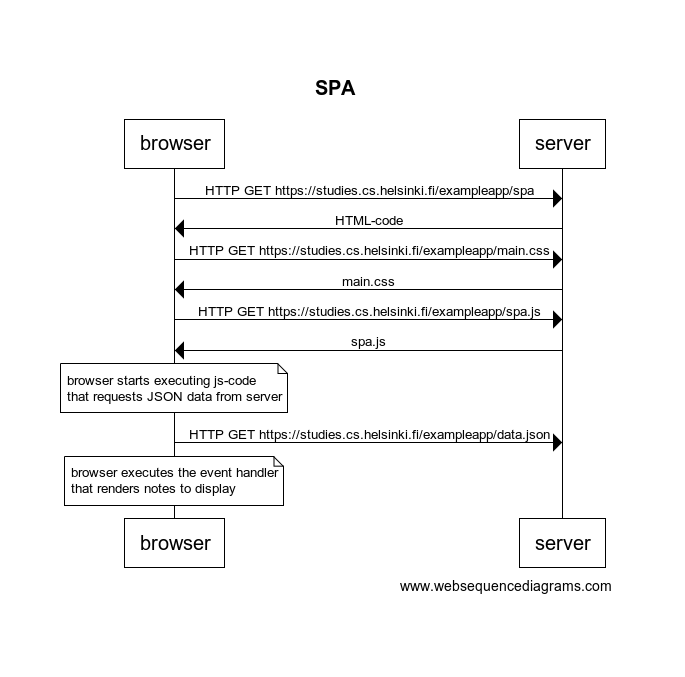 SPA
browser
server
HTTP GET https://studies.cs.helsinki.fi/exampleapp/spa
HTML-code
HTTP GET https://studies.cs.helsinki.fi/exampleapp/main.css
main.css
HTTP GET https://studies.cs.helsinki.fi/exampleapp/spa.js
spa.js
browser starts executing js-code
that requests JSON data from server
HTTP GET https://studies.cs.helsinki.fi/exampleapp/data.json
browser executes the event handler
that renders notes to display
browser
server
www.websequencediagrams.com